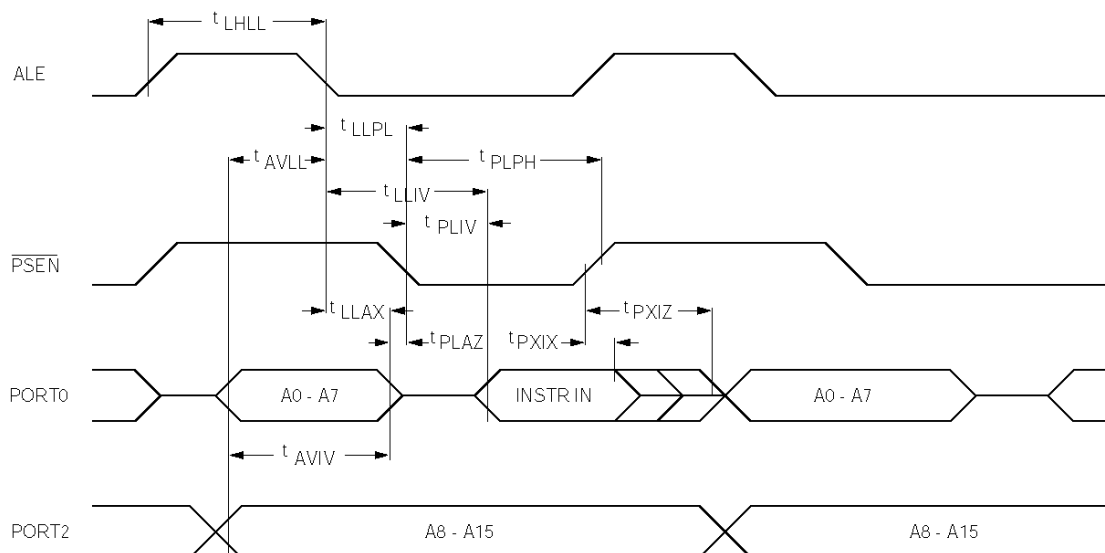 t LHLL
ALE
t LLPL
t AVLL
t PLPH
t LLIV
t PLIV
PSEN
t LLAX
t PXIZ
t PLAZ
t PXIX
PORT0
A0 - A7
INSTR IN
A0 - A7
t AVIV
PORT2
A8 - A15
A8 - A15